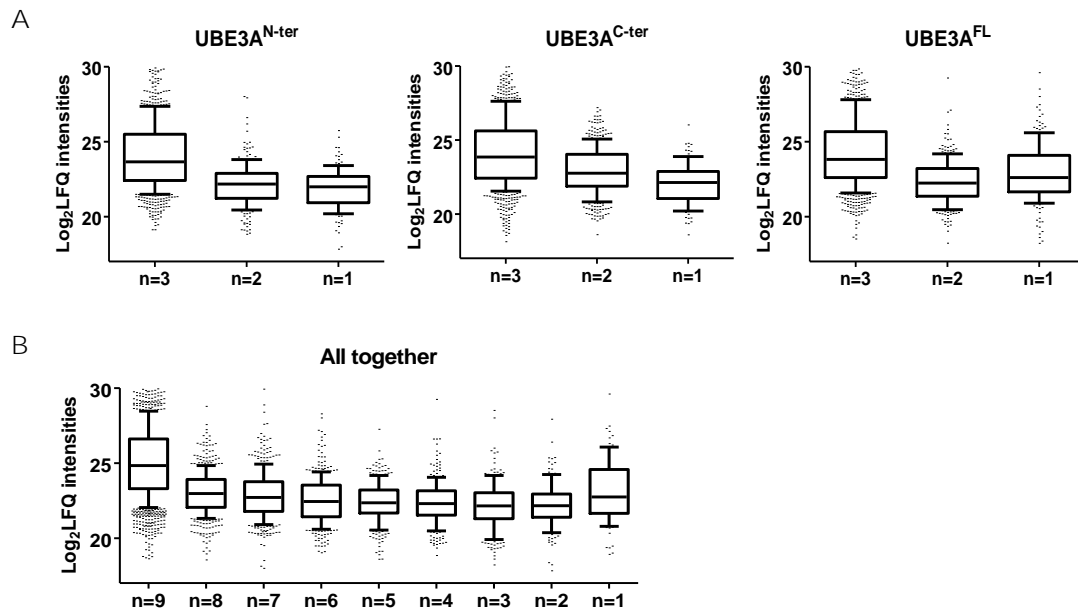 A
UBE3A^N-ter
UBE3A^C-ter
UBE3A^FL
Log₂LFQ intensities
30
25
20
n=3
n=2
n=1
Log₂LFQ intensities
30
25
20
n=3
n=2
n=1
Log₂LFQ intensities
30
25
20
n=3
n=2
n=1
B
All together
Log₂LFQ intensities
30
25
20
n=9
n=8
n=7
n=6
n=5
n=4
n=3
n=2
n=1